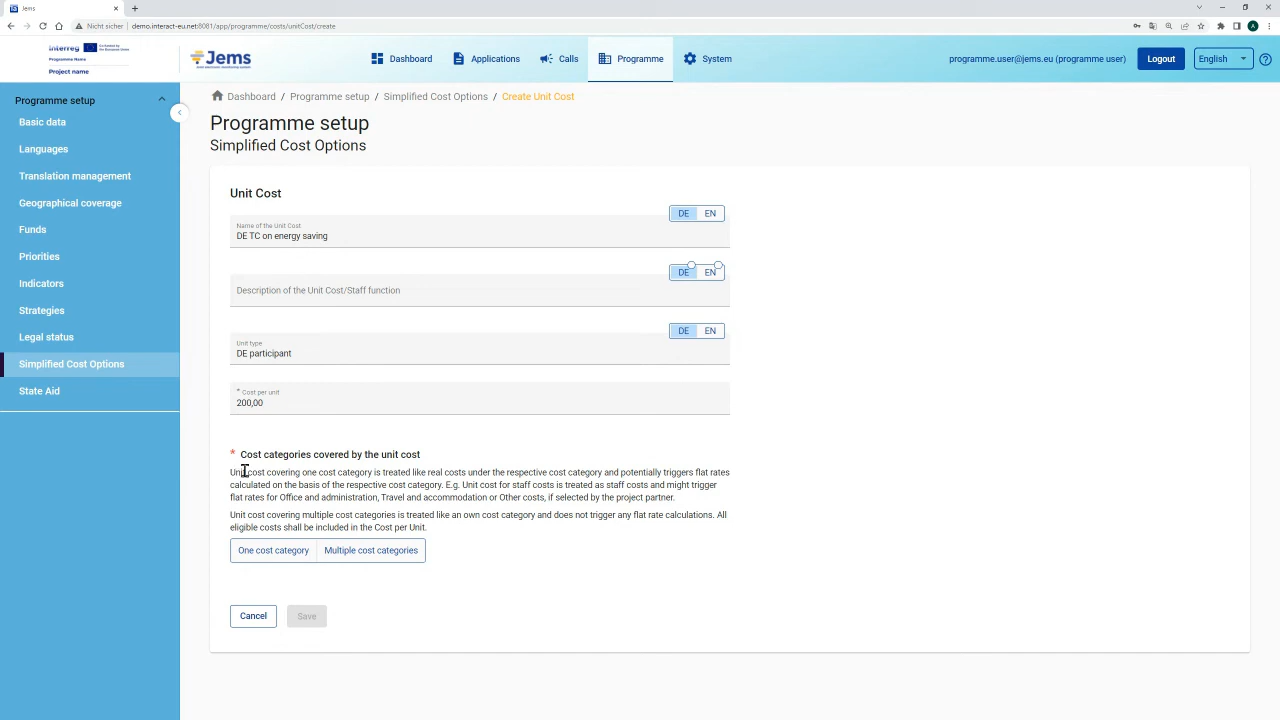 Jems
Nicht sicher
demo.interact-eu.net:8081/app/programme/costs/unitCost/create
A
Interreg
Co-funded by
the European Union
Programme Name
Project name
Jems
Dashboard
Applications
Calls
Programme
System
programme.user@jems.eu (programme user)
Logout
English
Programme setup
Basic data
Languages
Translation management
Geographical coverage
Funds
Priorities
Indicators
Strategies
Legal status
Simplified Cost Options
State Aid
Dashboard / Programme setup / Simplified Cost Options / Create Unit Cost
Programme setup
Simplified Cost Options
Unit Cost
DE EN
Name of the Unit Cost
DE TC on energy saving
DE EN
Description of the Unit Cost/Staff function
DE EN
Unit type
DE participant
* Cost per unit
200,00
* Cost categories covered by the unit cost
Unit cost covering one cost category is treated like real costs under the respective cost category and potentially triggers flat rates
calculated on the basis of the respective cost category. E.g. Unit cost for staff costs is treated as staff costs and might trigger
flat rates for Office and administration, Travel and accommodation or Other costs, if selected by the project partner.
Unit cost covering multiple cost categories is treated like an own cost category and does not trigger any flat rate calculations. All
eligible costs shall be included in the Cost per Unit.
One cost category
Multiple cost categories
Cancel
Save